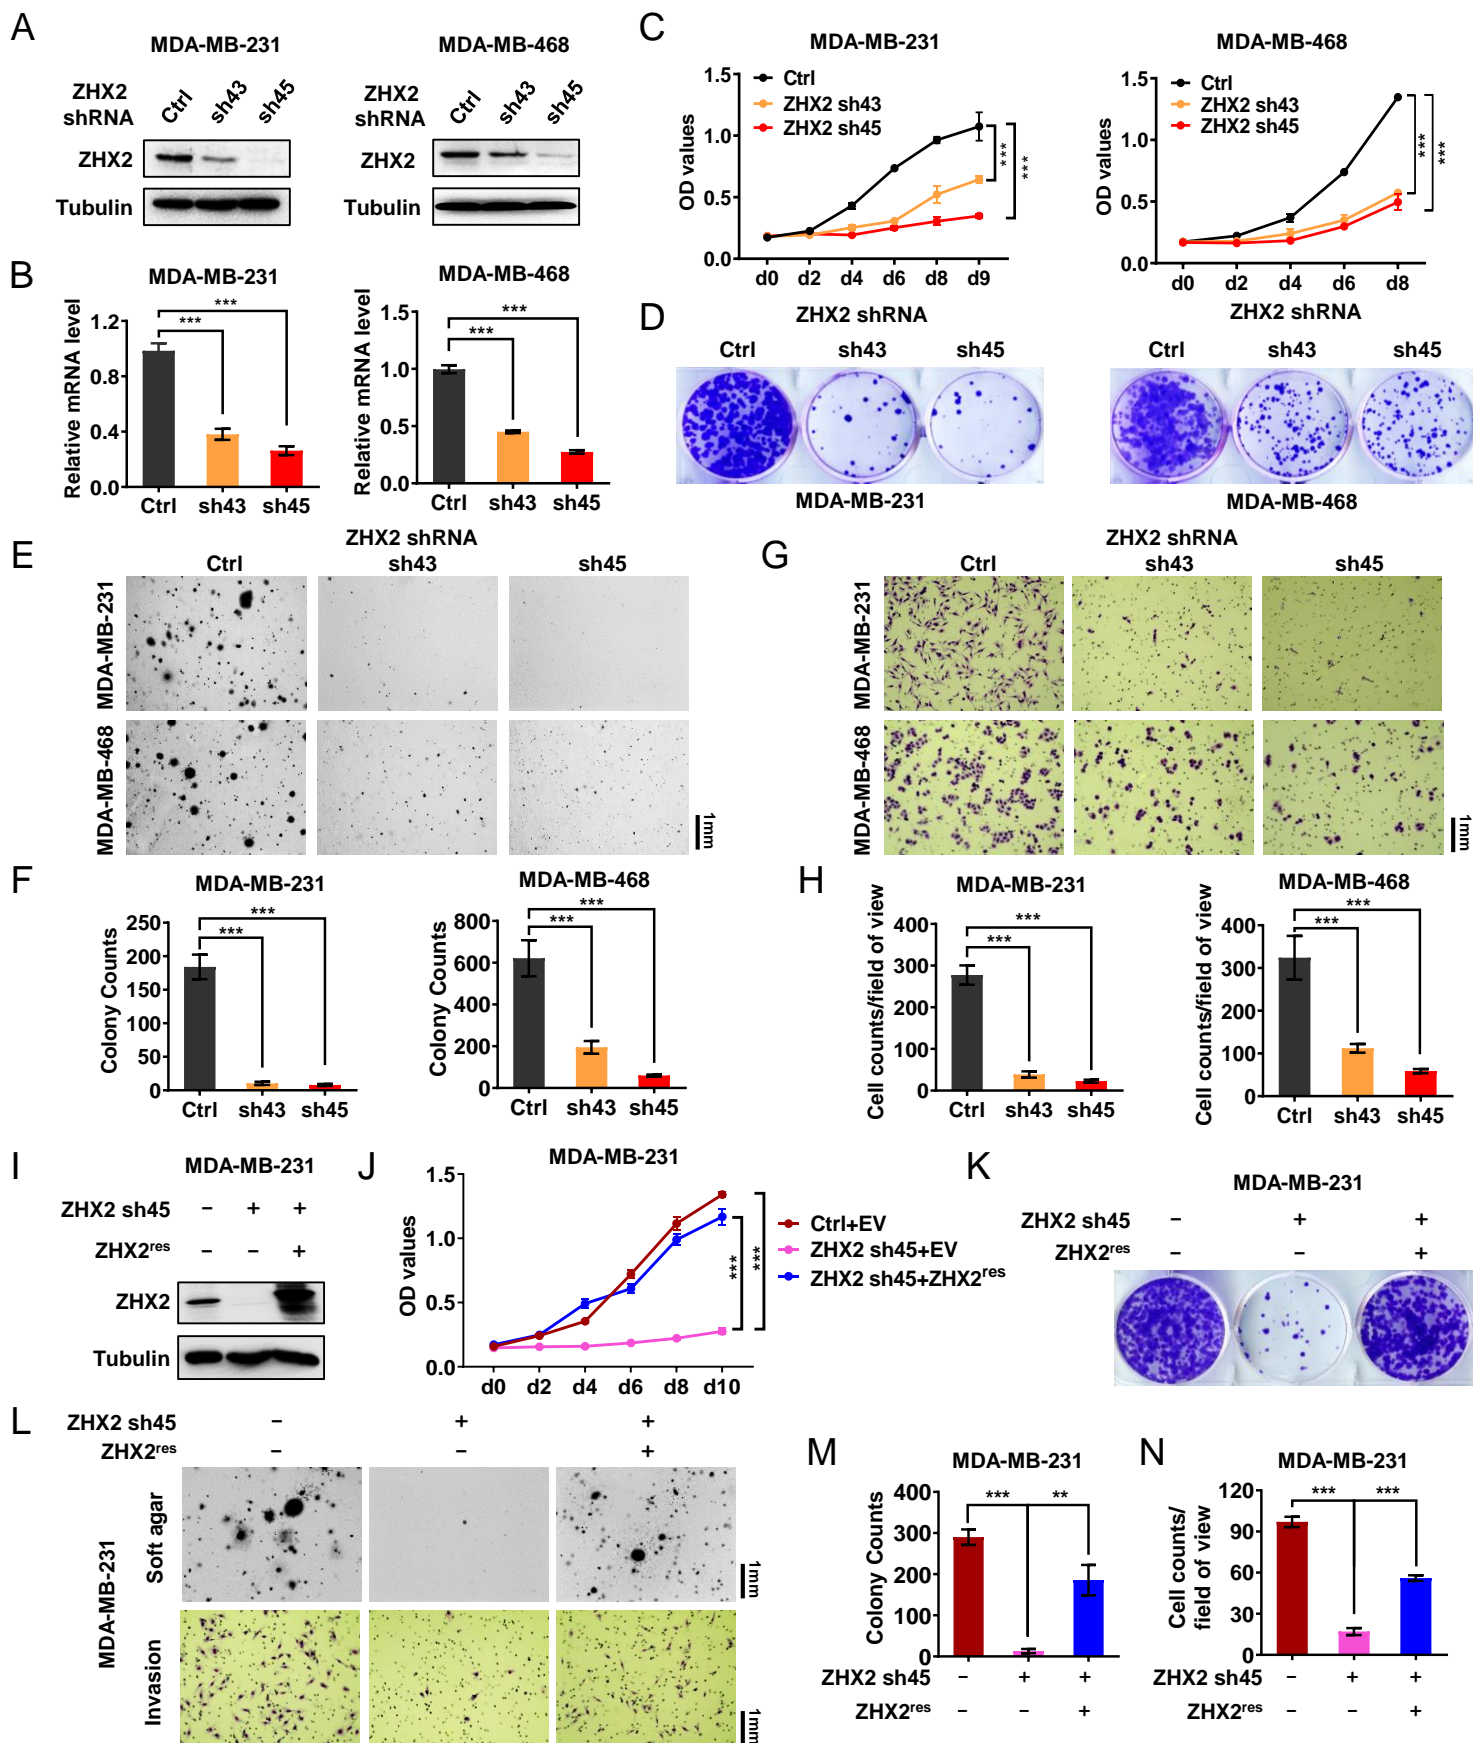 A
MDA-MB-231
MDA-MB-468
ZHX2
shRNA
Ctrl
sh43
sh45
ZHX2
shRNA
Ctrl
sh43
sh45
ZHX2
ZHX2
Tubulin
Tubulin
B
MDA-MB-231
MDA-MB-468
Relative mRNA level
1.2
0.8
0.4
0.0
***
***
Ctrl sh43 sh45
Relative mRNA level
1.5
1.0
0.5
0.0
***
***
Ctrl sh43 sh45
C
MDA-MB-231
OD values
1.5
1.0
0.5
0.0
Ctrl
ZHX2 sh43
ZHX2 sh45
***
***
d0 d2 d4 d6 d8 d9
MDA-MB-468
OD values
1.5
1.0
0.5
0.0
Ctrl
ZHX2 sh43
ZHX2 sh45
***
***
d0 d2 d4 d6 d8
D
ZHX2 shRNA
Ctrl sh43 sh45
MDA-MB-231
ZHX2 shRNA
Ctrl sh43 sh45
MDA-MB-468
E
ZHX2 shRNA
Ctrl sh43 sh45
MDA-MB-231
MDA-MB-468
1mm
G
ZHX2 shRNA
Ctrl sh43 sh45
MDA-MB-231
MDA-MB-468
1mm
F
MDA-MB-231
Colony Counts
250
200
150
100
50
0
***
***
Ctrl sh43 sh45
MDA-MB-468
Colony Counts
800
600
400
200
0
***
***
Ctrl sh43 sh45
H
MDA-MB-231
Cell counts/field of view
400
300
200
100
0
***
***
Ctrl sh43 sh45
MDA-MB-468
Cell counts/field of view
400
300
200
100
0
***
***
Ctrl sh43 sh45
I
MDA-MB-231
ZHX2 sh45 − + +
ZHX2res − − +
ZHX2
Tubulin
J
MDA-MB-231
OD values
1.5
1.0
0.5
0.0
***
***
Ctrl+EV
ZHX2 sh45+EV
ZHX2 sh45+ZHX2res
d0 d2 d4 d6 d8 d10
K
MDA-MB-231
ZHX2 sh45 − + +
ZHX2res − − +
L
ZHX2 sh45 − + +
ZHX2res − − +
MDA-MB-231
Soft agar
1mm
Invasion
1mm
M
MDA-MB-231
Colony Counts
400
300
200
100
0
*** **
ZHX2 sh45 − + +
ZHX2res − − +
N
MDA-MB-231
Cell counts/
field of view
120
90
60
30
0
*** ***
ZHX2 sh45 − + +
ZHX2res − − +